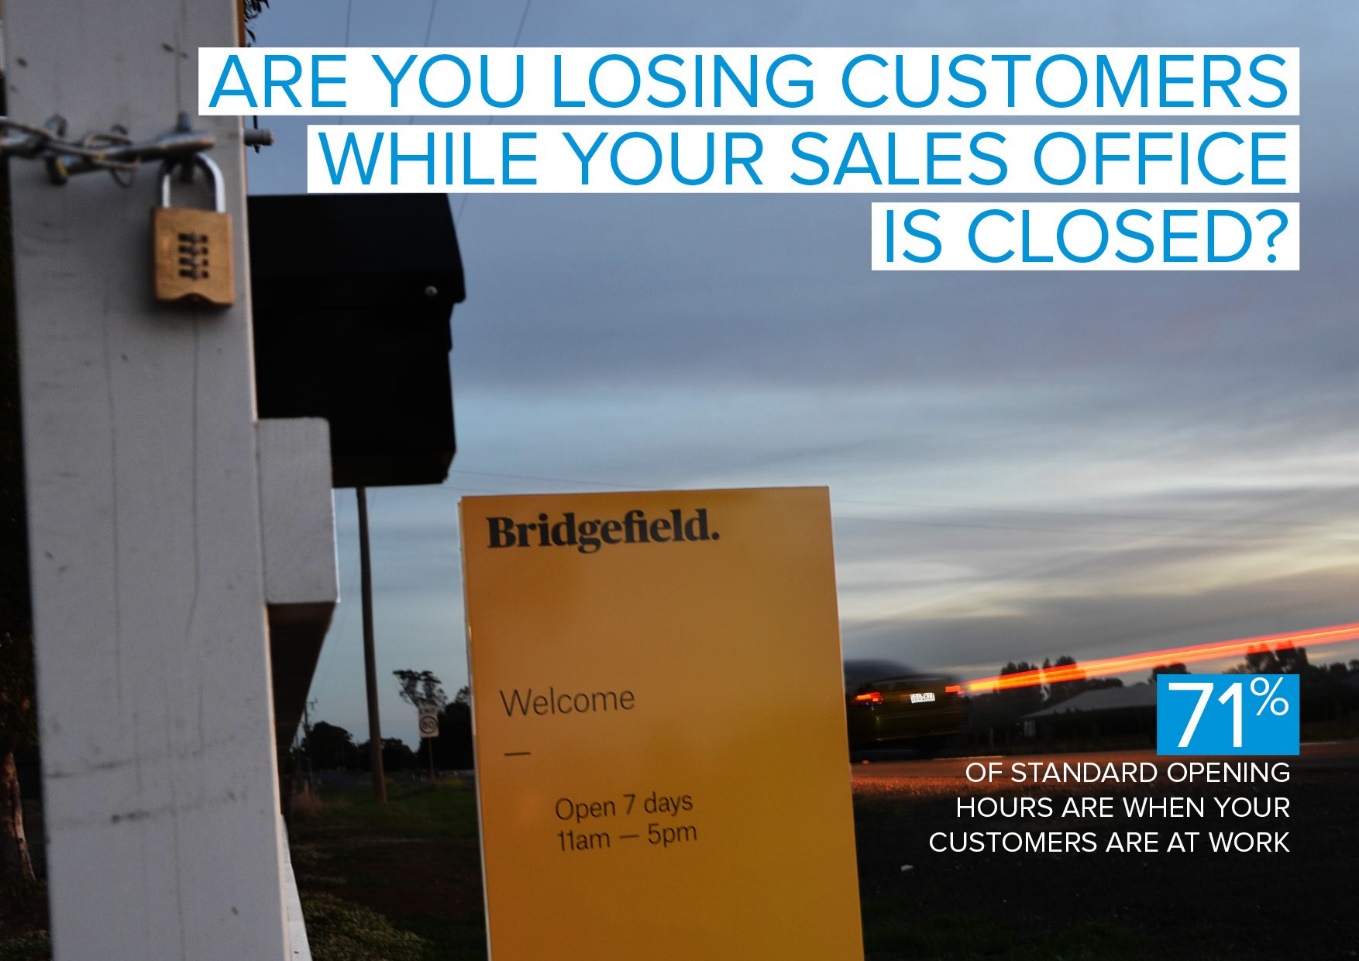 ARE YOU LOSING CUSTOMERS
WHILE YOUR SALES OFFICE
IS CLOSED?
Bridgefield.
Welcome
—
Open 7 days
11am — 5pm
71%
OF STANDARD OPENING
HOURS ARE WHEN YOUR
CUSTOMERS ARE AT WORK